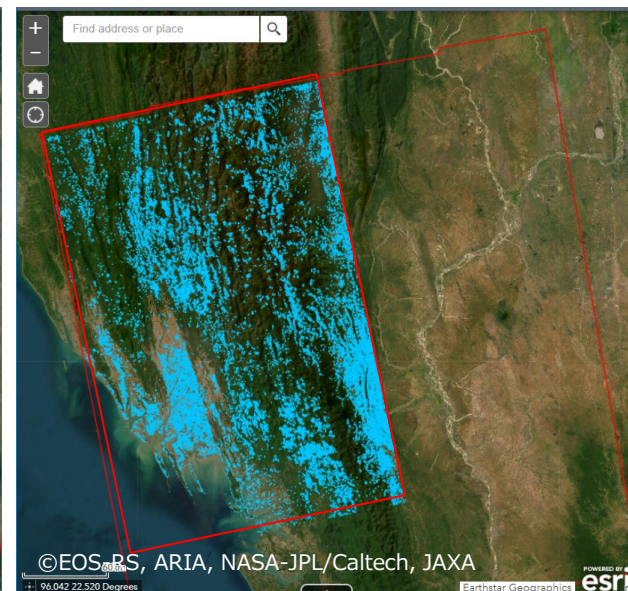 +
Find address or place
−
©EOS-RS, ARIA, NASA-JPL/Caltech, JAXA
96.042 22.520 Degrees
Earthstar Geographics
POWERED BY
esri